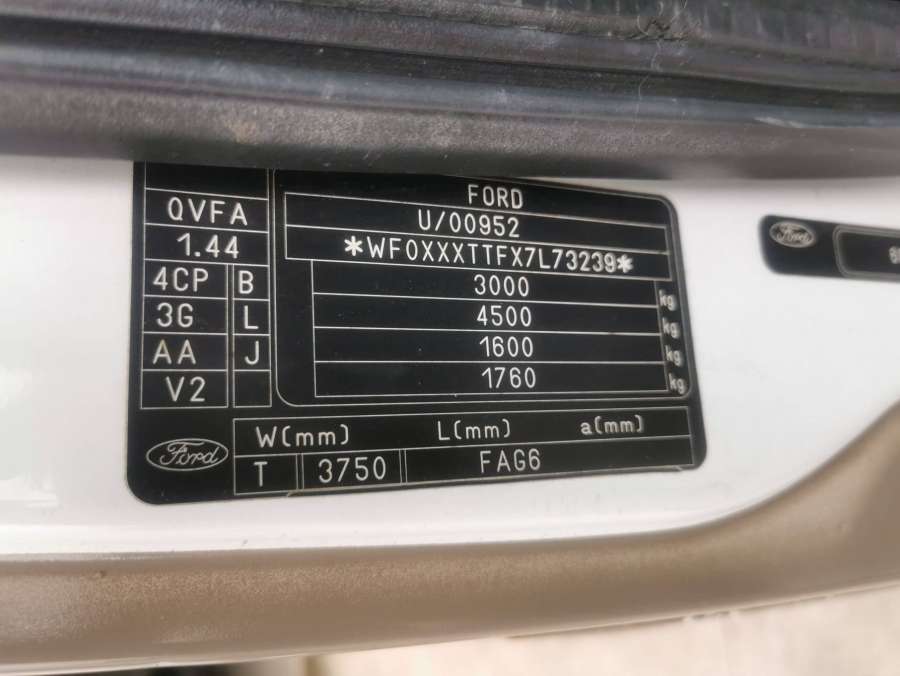 FORD
U/00952
*WF0XXXTTFX7L73239*
3000 kg
4500 kg
1600 kg
1760 kg
QVFA
1.44
4CP B
3G L
AA J
V2
Ford
W(mm) L(mm) a(mm)
T 3750 FAG6
Ford